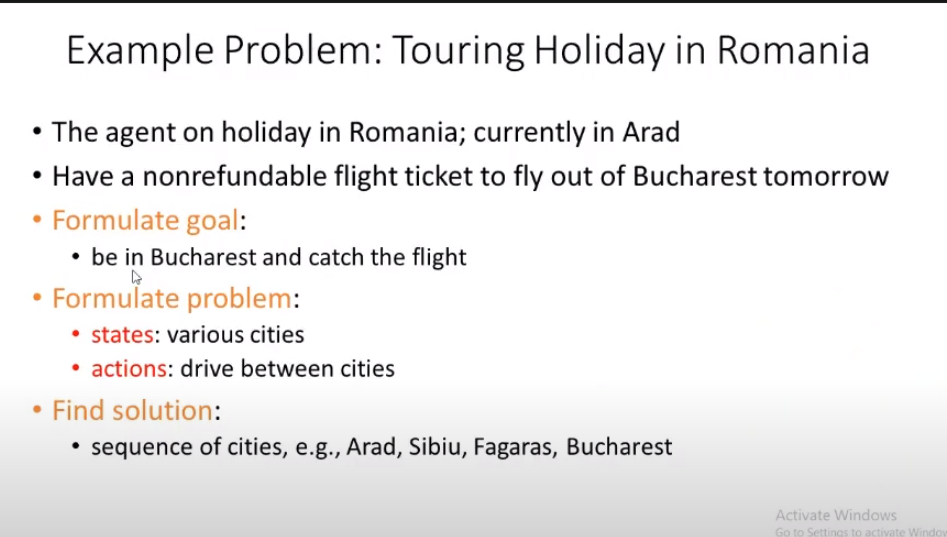 Example Problem: Touring Holiday in Romania
• The agent on holiday in Romania; currently in Arad
• Have a nonrefundable flight ticket to fly out of Bucharest tomorrow
• Formulate goal:
• be in Bucharest and catch the flight
• Formulate problem:
• states: various cities
• actions: drive between cities
• Find solution:
• sequence of cities, e.g., Arad, Sibiu, Fagaras, Bucharest
Activate Windows
Go to Settings to activate Window